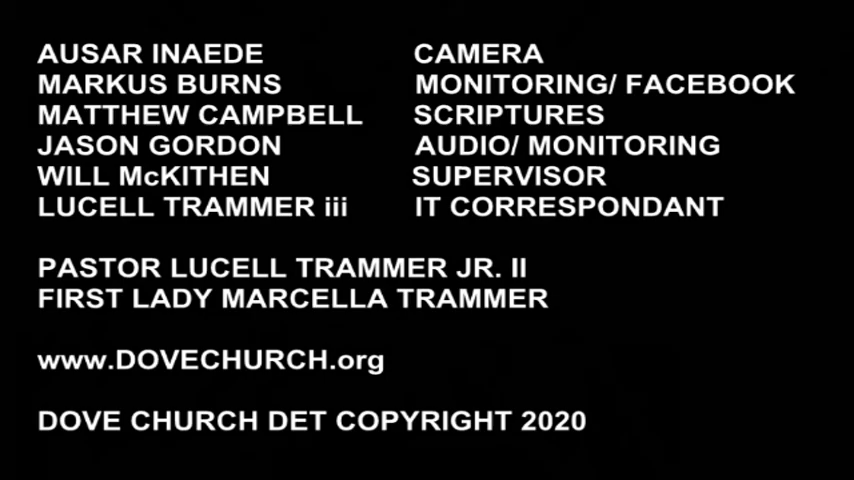 AUSAR INAEDE CAMERA
MARKUS BURNS MONITORING/ FACEBOOK
MATTHEW CAMPBELL SCRIPTURES
JASON GORDON AUDIO/ MONITORING
WILL McKITHEN SUPERVISOR
LUCELL TRAMMER iii IT CORRESPONDANT
PASTOR LUCELL TRAMMER JR. II
FIRST LADY MARCELLA TRAMMER
www.DOVECHURCH.org
DOVE CHURCH DET COPYRIGHT 2020